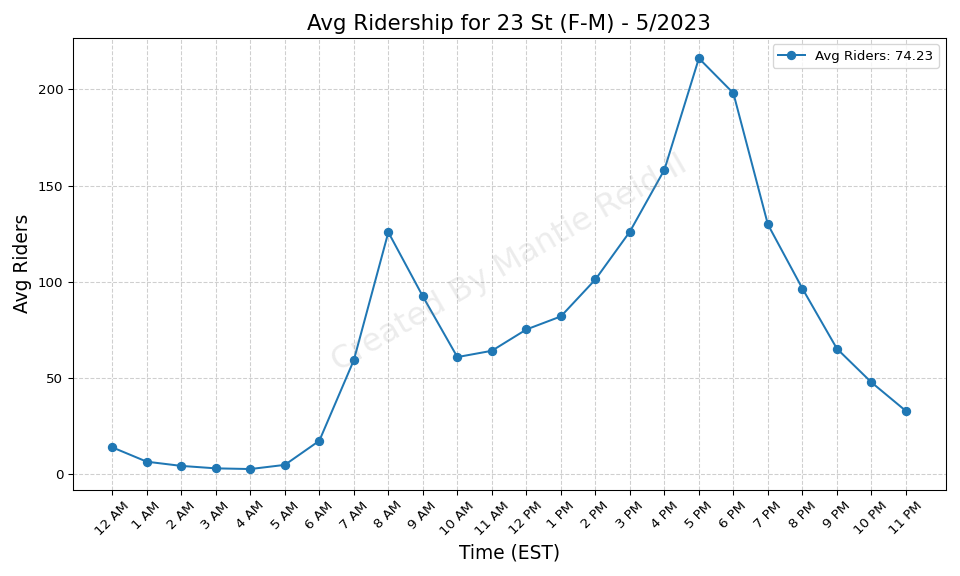 Avg Ridership for 23 St (F-M) - 5/2023
Avg Riders: 74.23
200
150
100
50
0
Avg Riders
Created By Mantle Reidill
12 AM
1 AM
2 AM
3 AM
4 AM
5 AM
6 AM
7 AM
8 AM
9 AM
10 AM
11 AM
12 PM
1 PM
2 PM
3 PM
4 PM
5 PM
6 PM
7 PM
8 PM
9 PM
10 PM
11 PM
Time (EST)